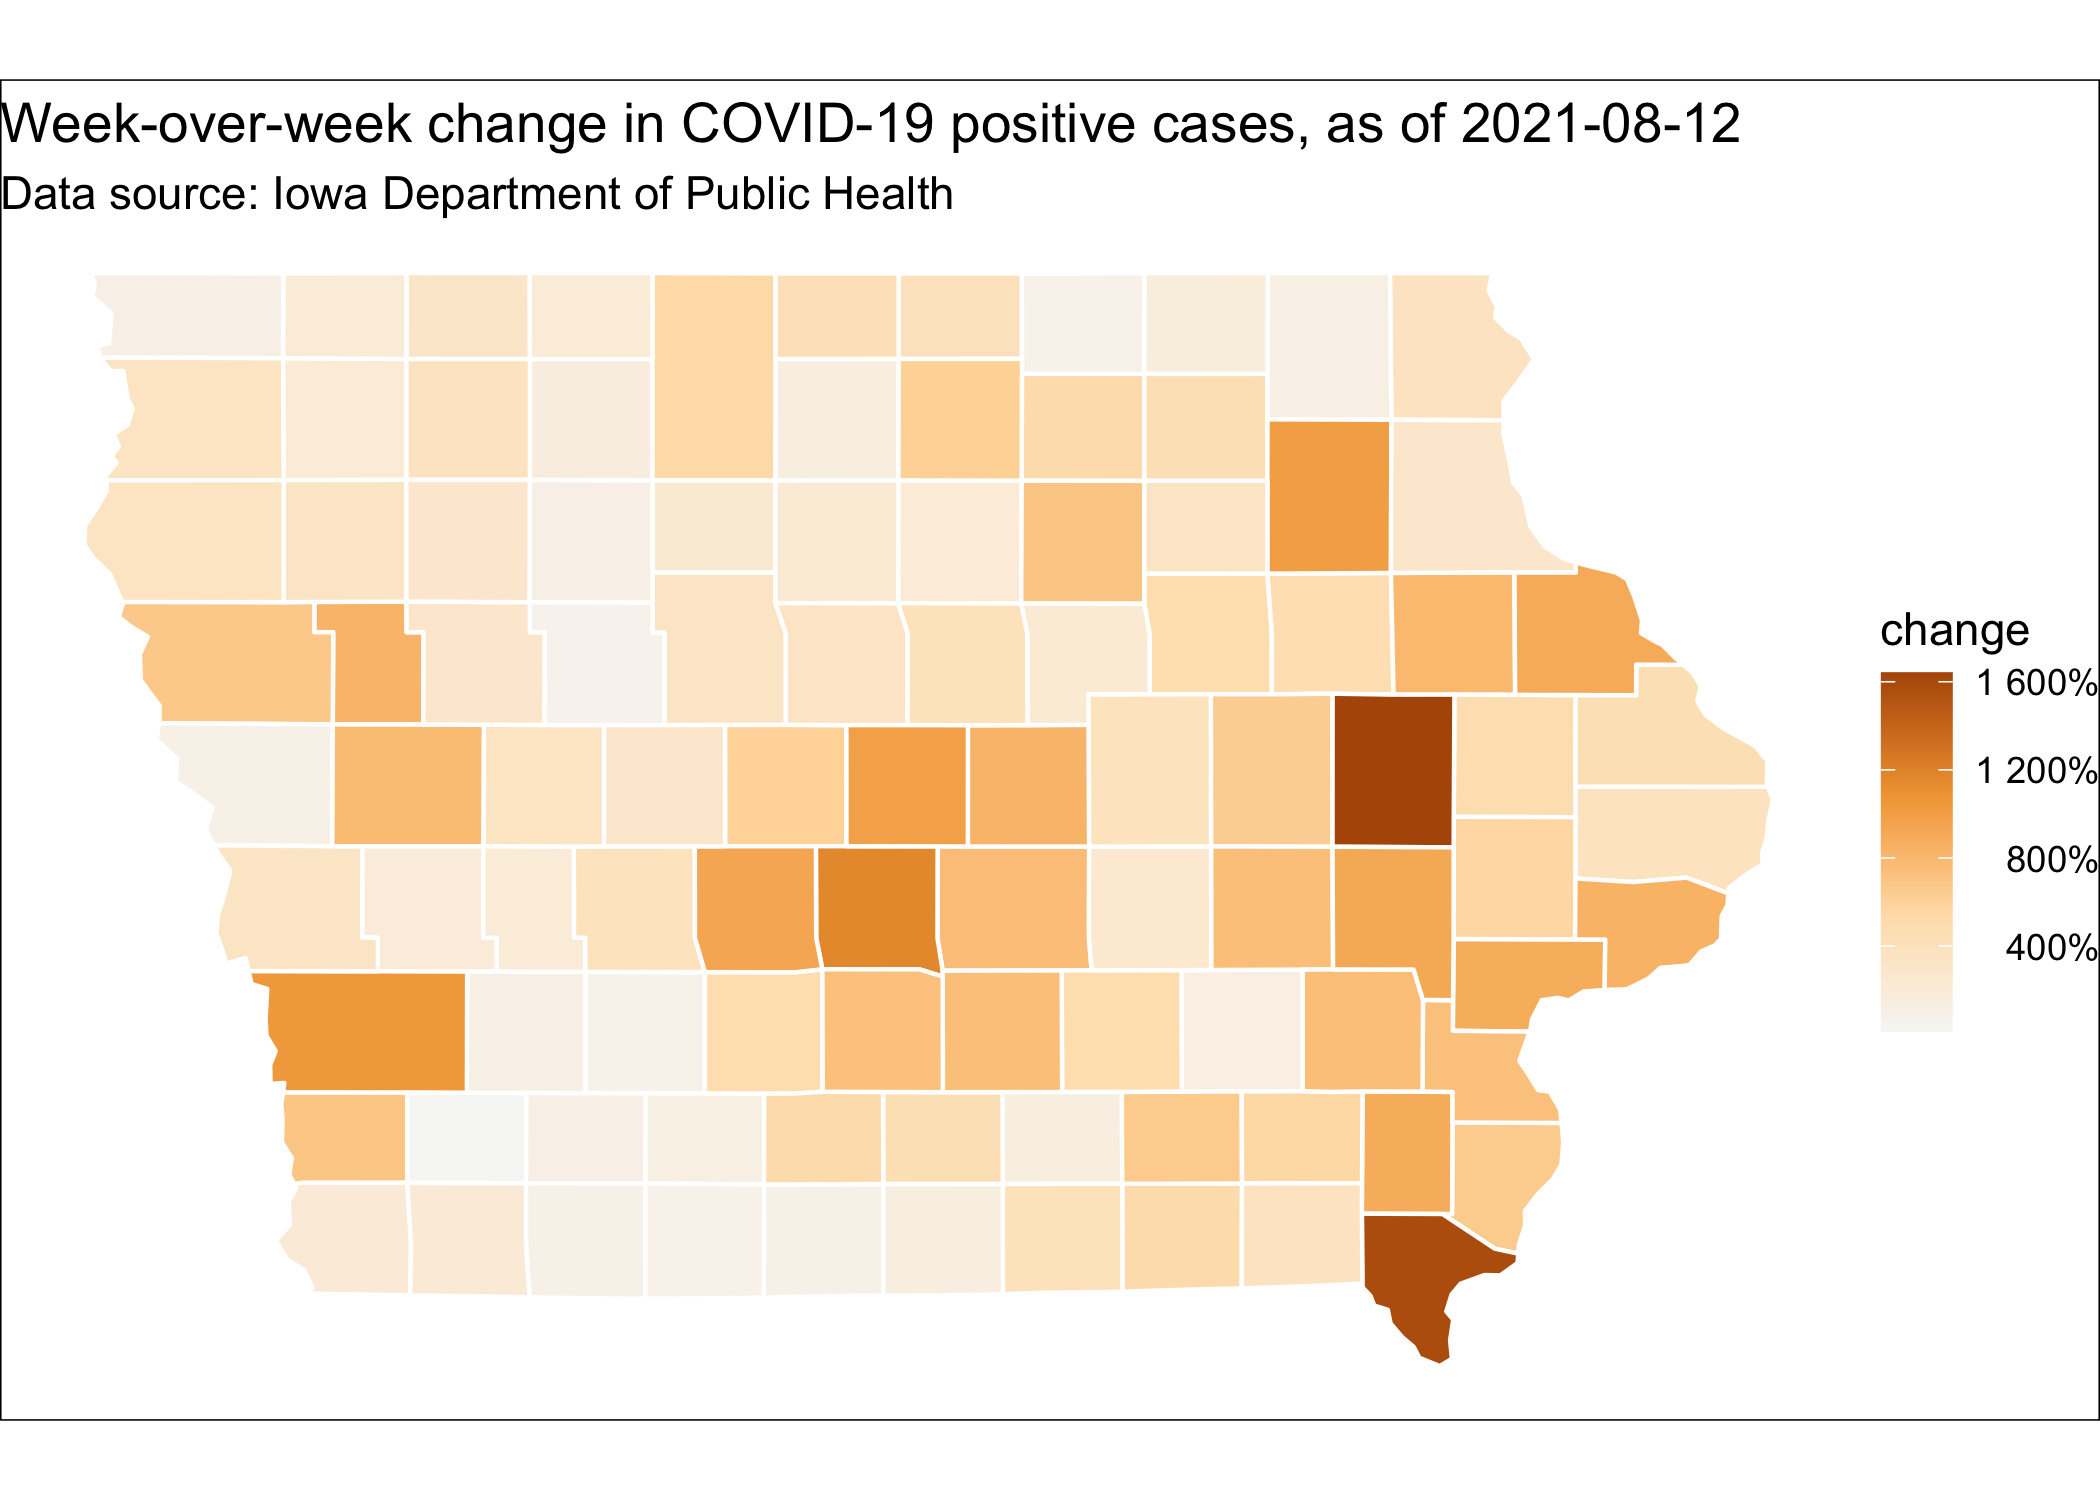 Week-over-week change in COVID-19 positive cases, as of 2021-08-12
Data source: Iowa Department of Public Health
change
1 600%
1 200%
800%
400%